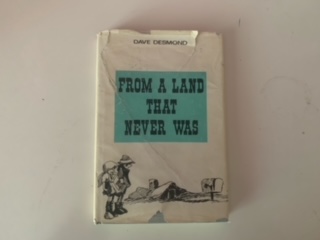 DAVE DESMOND
FROM A LAND
THAT
NEVER WAS